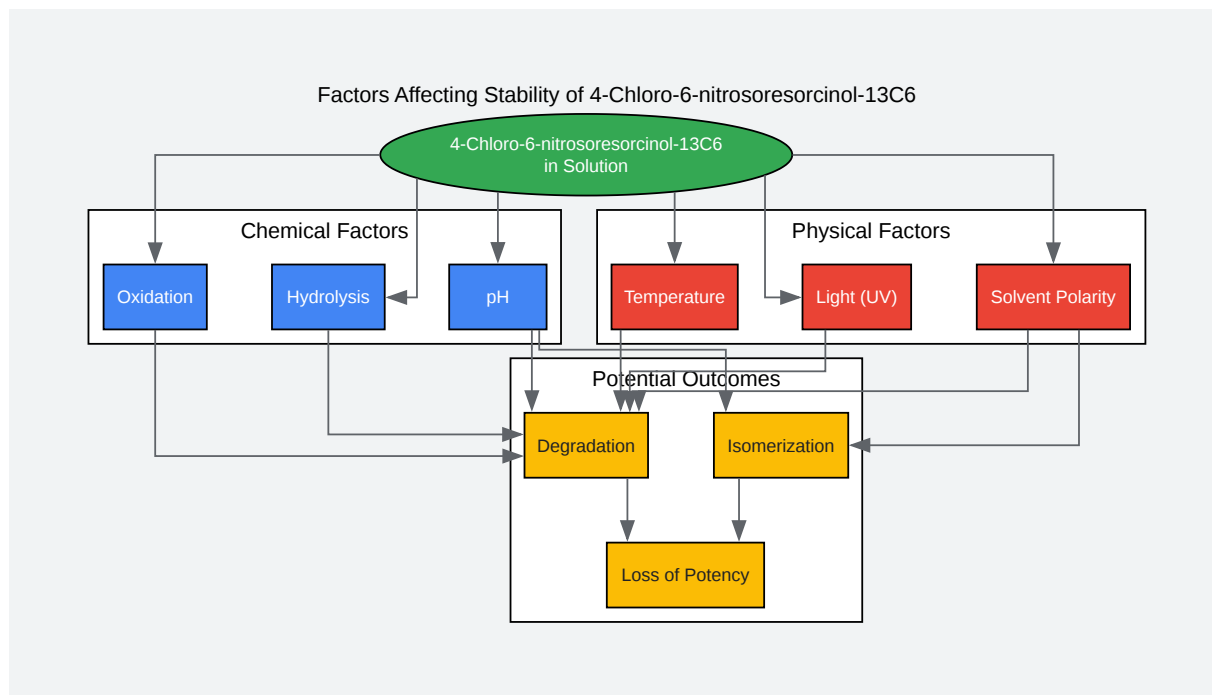 Factors Affecting Stability of 4-Chloro-6-nitrosoresorcinol-13C6
4-Chloro-6-nitrosoresorcinol-13C6
in Solution
Chemical Factors
Physical Factors
Oxidation
Hydrolysis
pH
Temperature
Light (UV)
Solvent Polarity
Potential Outcomes
Degradation
Isomerization
Loss of Potency